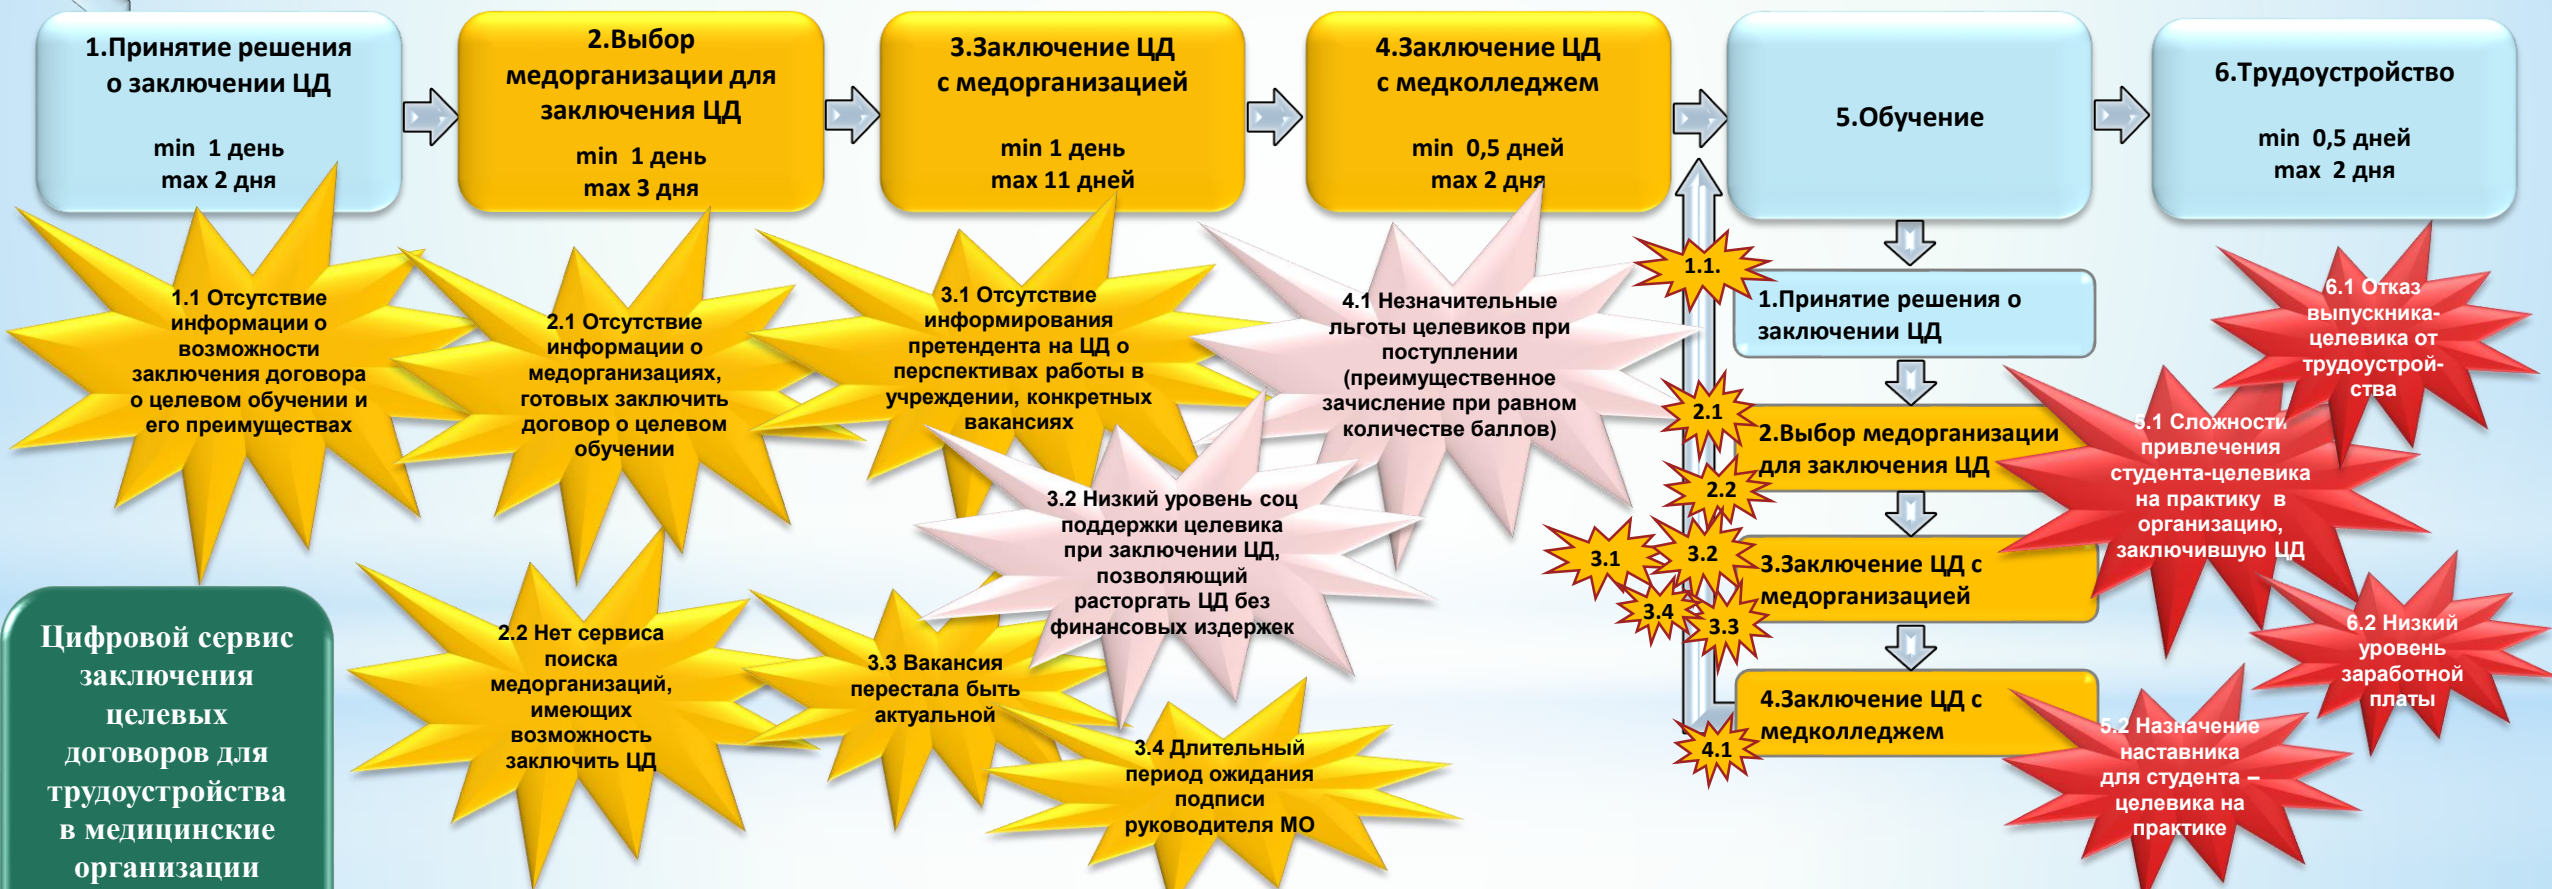 1.Принятие решения
о заключении ЦД
min 1 день
max 2 дня
2.Выбор
медорганизации для
заключения ЦД
min 1 день
max 3 дня
3.Заключение ЦД
с медорганизацией
min 1 день
max 11 дней
4.Заключение ЦД
с медколледжем
min 0,5 дней
max 2 дня
5.Обучение
6.Трудоустройство
min 0,5 дней
max 2 дня
1.1 Отсутствие
информации о
возможности
заключения договора
о целевом обучении и
его преимуществах
2.1 Отсутствие
информации о
медорганизациях,
готовых заключить
договор о целевом
обучении
2.2 Нет сервиса
поиска
медорганизаций,
имеющих
возможность
заключить ЦД
3.1 Отсутствие
информирования
претендента на ЦД о
перспективах работы в
учреждении, конкретных
вакансиях
3.2 Низкий уровень соц
поддержки целевика
при заключении ЦД,
позволяющий
расторгать ЦД без
финансовых издержек
3.3 Вакансия
перестала быть
актуальной
3.4 Длительный
период ожидания
подписи
руководителя МО
4.1 Незначительные
льготы целевиков при
поступлении
(преимущественное
зачисление при равном
количестве баллов)
1.1.
1.Принятие решения о
заключении ЦД
2.1
2.Выбор медорганизации
для заключения ЦД
2.2
3.1
3.2
3.Заключение ЦД с
медорганизацией
3.4
3.3
4.Заключение ЦД с
медколледжем
4.1
6.1 Отказ
выпускника-
целевика от
трудоустрой-
ства
5.1 Сложности
привлечения
студента-целевика
на практику в
организацию,
заключившую ЦД
6.2 Низкий
уровень
заработной
платы
5.2 Назначение
наставника
для студента –
целевика на
практике
Цифровой сервис
заключения
целевых
договоров для
трудоустройства
в медицинские
организации